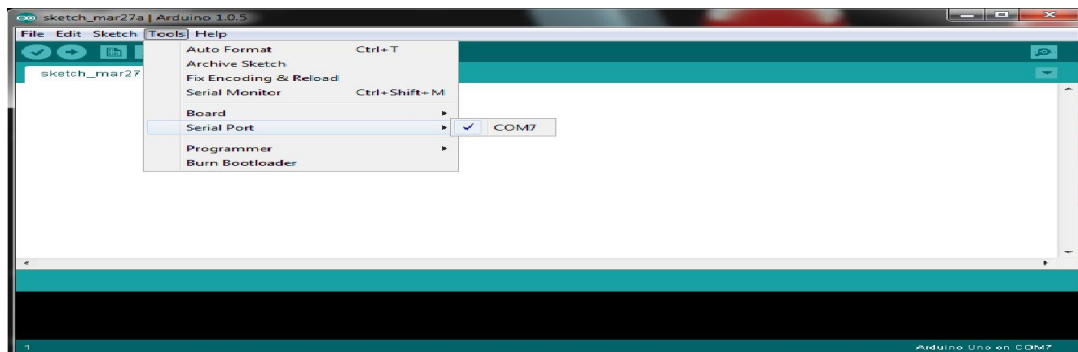 sketch_mar27a | Arduino 1.0.5
File Edit Sketch Tools Help
Auto Format Ctrl+T
Archive Sketch
sketch_mar27
Fix Encoding & Reload
Serial Monitor Ctrl+Shift+M
Board
Serial Port COM7
Programmer
Burn Bootloader
1 Arduino Uno on COM7